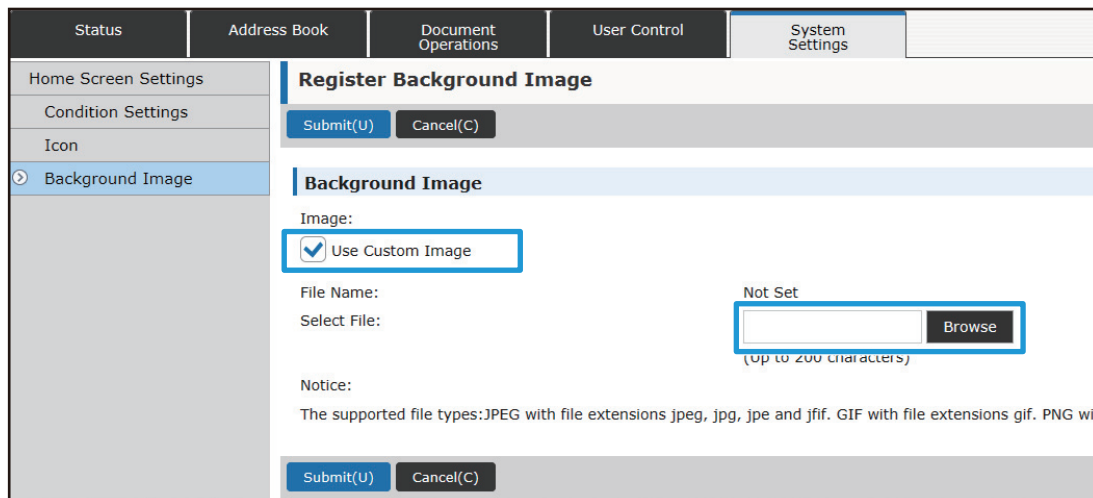 Status
Address Book
Document
Operations
User Control
System
Settings
Home Screen Settings
Condition Settings
Icon
Background Image
Register Background Image
Submit(U)
Cancel(C)
Background Image
Image:
Use Custom Image
File Name:
Not Set
Select File:
Browse
(Up to 200 characters)
Notice:
The supported file types:JPEG with file extensions jpeg, jpg, jpe and jfif. GIF with file extensions gif. PNG wi
Submit(U)
Cancel(C)